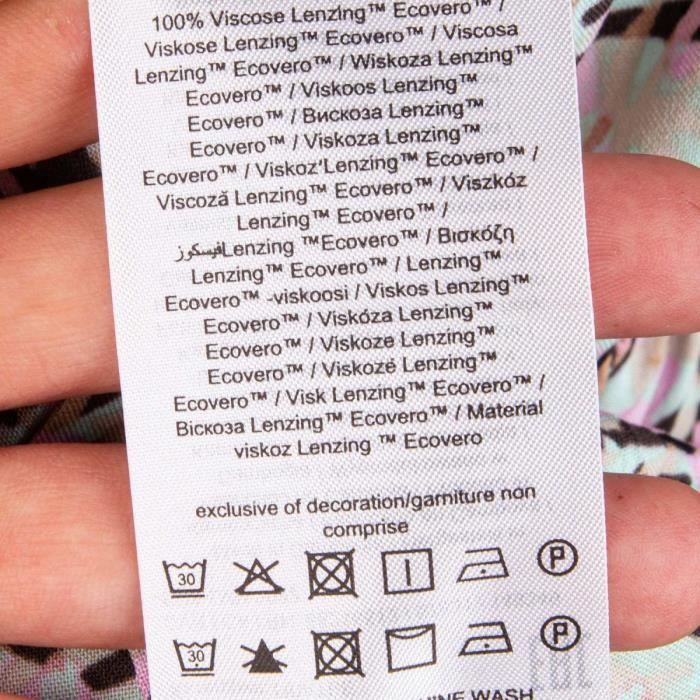 100% Viscose Lenzing™ Ecovero™ /
Viskose Lenzing™ Ecovero™ / Viscosa
Lenzing™ Ecovero™ / Wiskoza Lenzing™
Ecovero™ / Viskoos Lenzing™
Ecovero™ / Вискоза Lenzing™
Ecovero™ / Viskoza Lenzing™
Ecovero™ / Viskoz'Lenzing™ Ecovero™ /
Viscoză Lenzing™ Ecovero™ / Viszkóz
Lenzing™ Ecovero™ /
فيسكوزLenzing ™Ecovero™ / Βισκόζη
Lenzing™ Ecovero™ / Lenzing™
Ecovero™ -viskoosi / Viskos Lenzing™
Ecovero™ / Viskóza Lenzing™
Ecovero™ / Viskoze Lenzing™
Ecovero™ / Viskozė Lenzing™
Ecovero™ / Visk Lenzing™ Ecovero™ /
Віскоза Lenzing™ Ecovero™ / Material
viskoz Lenzing ™ Ecovero
exclusive of decoration/garniture non
comprise
30 P
30 P
WASH